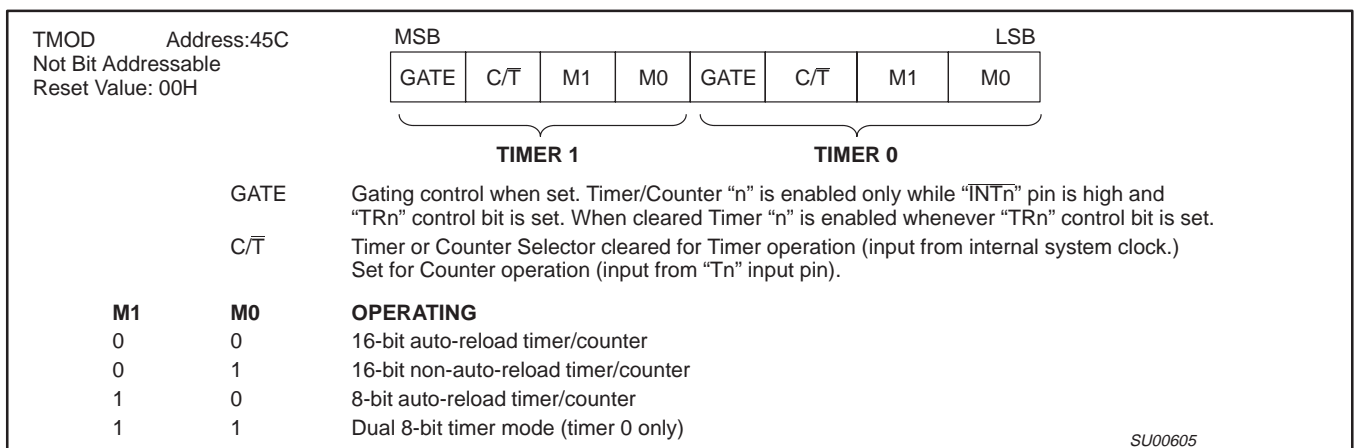 TMOD Address:45C MSB LSB
Not Bit Addressable
Reset Value: 00H
GATE C/T̅ M1 M0 GATE C/T̅ M1 M0
TIMER 1 TIMER 0
GATE Gating control when set. Timer/Counter “n” is enabled only while “I̅N̅T̅n̅” pin is high and
“TRn” control bit is set. When cleared Timer “n” is enabled whenever “TRn” control bit is set.
C/T̅ Timer or Counter Selector cleared for Timer operation (input from internal system clock.)
Set for Counter operation (input from “Tn” input pin).
M1 M0 OPERATING
0 0 16-bit auto-reload timer/counter
0 1 16-bit non-auto-reload timer/counter
1 0 8-bit auto-reload timer/counter
1 1 Dual 8-bit timer mode (timer 0 only)
SU00605